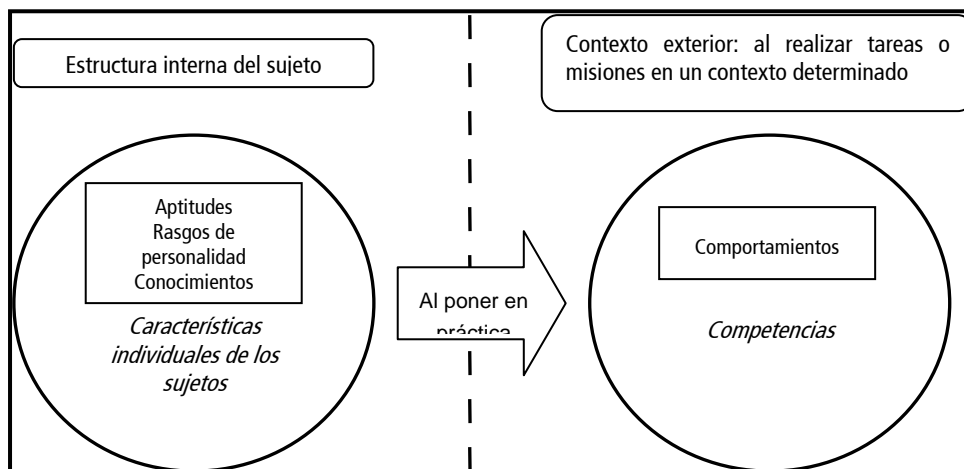 Estructura interna del sujeto
Contexto exterior: al realizar tareas o
misiones en un contexto determinado
Aptitudes
Rasgos de
personalidad
Conocimientos
Características
individuales de los
sujetos
Al poner en
práctica
Comportamientos
Competencias